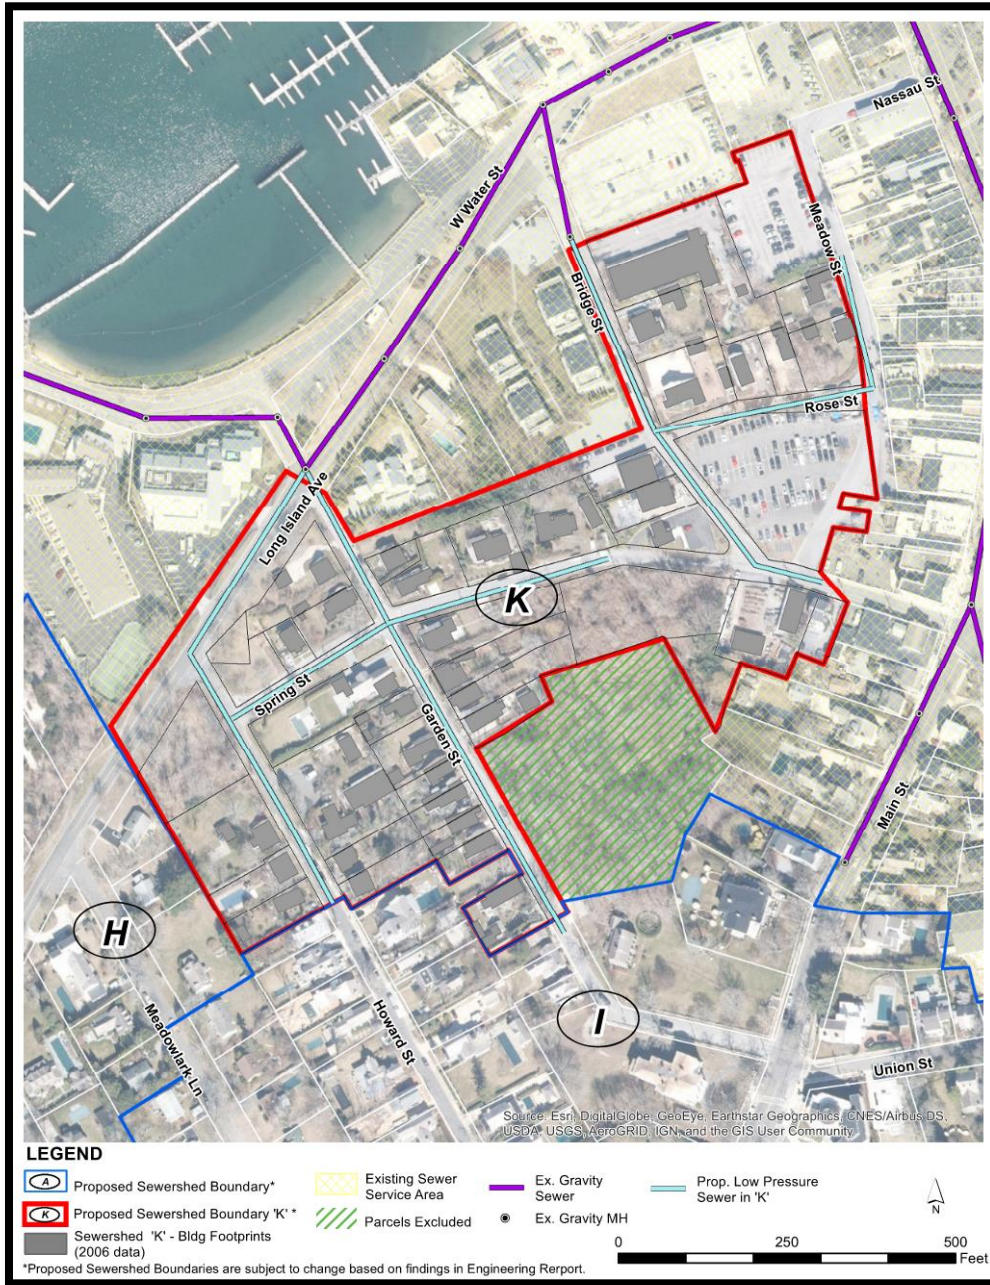 Nassau St
W Water St
Meadow St
Bridge St
Rose St
Long Island Ave
K
Spring St
Garden St
Main St
H
I
Meadowlark Ln
Howard St
Union St
Source: Esri, DigitalGlobe, GeoEye, Earthstar Geographics, CNES/Airbus DS,
USDA, USGS, AeroGRID, IGN, and the GIS User Community
LEGEND
A Proposed Sewershed Boundary*
K Proposed Sewershed Boundary 'K' *
Sewershed 'K' - Bldg Footprints
(2006 data)
Existing Sewer
Service Area
Parcels Excluded
Ex. Gravity
Sewer
Ex. Gravity MH
Prop. Low Pressure
Sewer in 'K'
N
0 250 500
Feet
*Proposed Sewershed Boundaries are subject to change based on findings in Engineering Rerport.